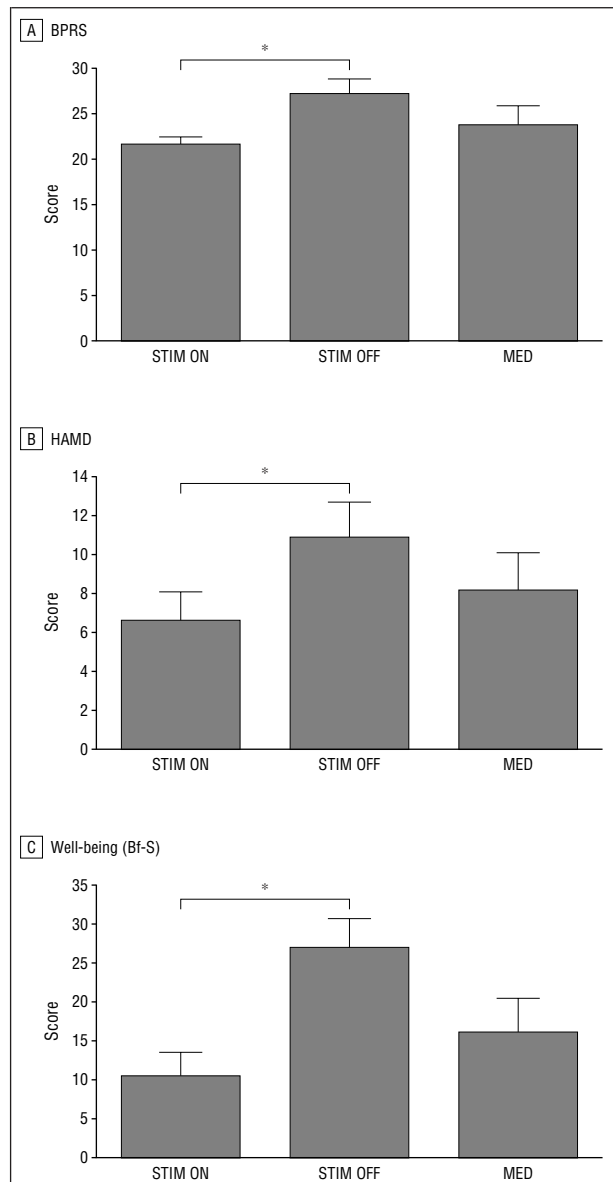 A BPRS
*
30
25
20
15
10
5
0
Score
STIM ON STIM OFF MED
B HAMD
*
14
12
10
8
6
4
2
0
Score
STIM ON STIM OFF MED
C Well-being (Bf-S)
*
35
30
25
20
15
10
5
0
Score
STIM ON STIM OFF MED